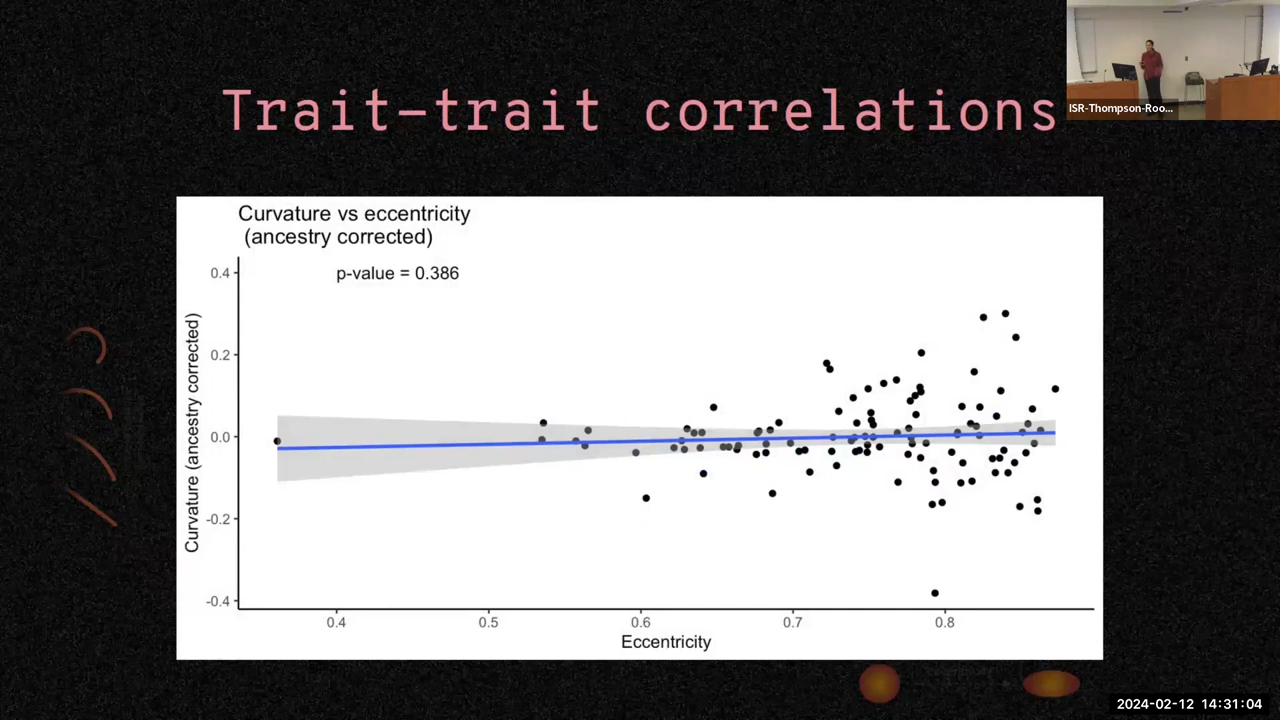 Trait-trait correlations
ISR-Thompson-Roo...
Curvature vs eccentricity
(ancestry corrected)
p-value = 0.386
Curvature (ancestry corrected)
0.4
0.2
0.0
-0.2
-0.4
0.4 0.5 0.6 0.7 0.8
Eccentricity
2024-02-12 14:31:04